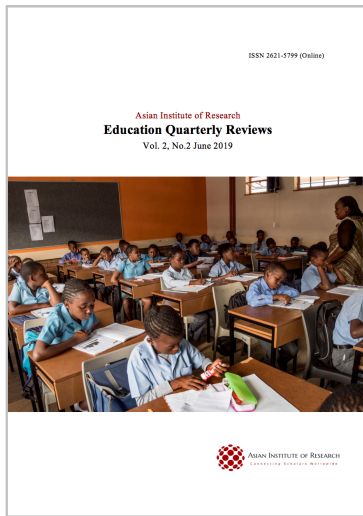 ISSN 2621-5799 (Online)
Asian Institute of Research
Education Quarterly Reviews
Vol. 2, No.2 June 2019
ASIAN INSTITUTE OF RESEARCH
Connecting Scholars Worldwide